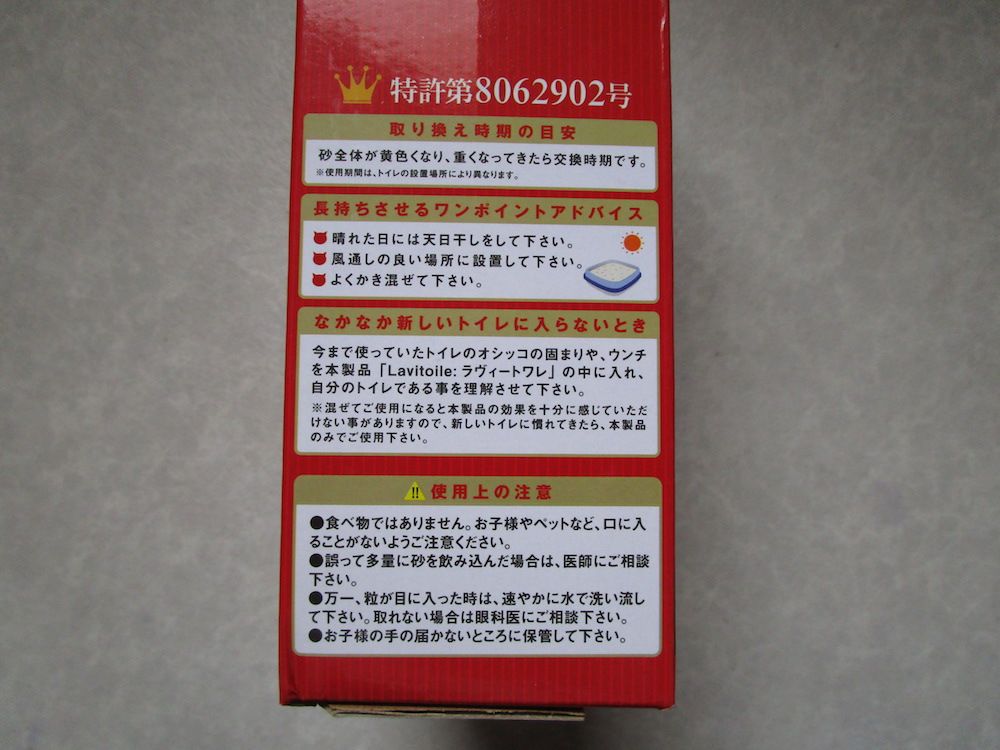 特許第8062902号
取り換え時期の目安
砂全体が黄色くなり、重くなってきたら交換時期です。
※使用期間は、トイレの設置場所により異なります。
長持ちさせるワンポイントアドバイス
晴れた日には天日干しをして下さい。
風通しの良い場所に設置して下さい。
よくかき混ぜて下さい。
なかなか新しいトイレに入らないとき
今まで使っていたトイレのオシッコの固まりや、ウンチ
を本製品「Lavitoile: ラヴィートワレ」の中に入れ、
自分のトイレである事を理解させて下さい。
※混ぜてご使用になると本製品の効果を十分に感じていただ
けない事がありますので、新しいトイレに慣れてきたら、本製品
のみでご使用下さい。
使用上の注意
●食べ物ではありません。お子様やペットなど、口に入
ることがないようご注意ください。
●誤って多量に砂を飲み込んだ場合は、医師にご相談
下さい。
●万一、粒が目に入った時は、速やかに水で洗い流し
て下さい。取れない場合は眼科医にご相談下さい。
●お子様の手の届かないところに保管して下さい。